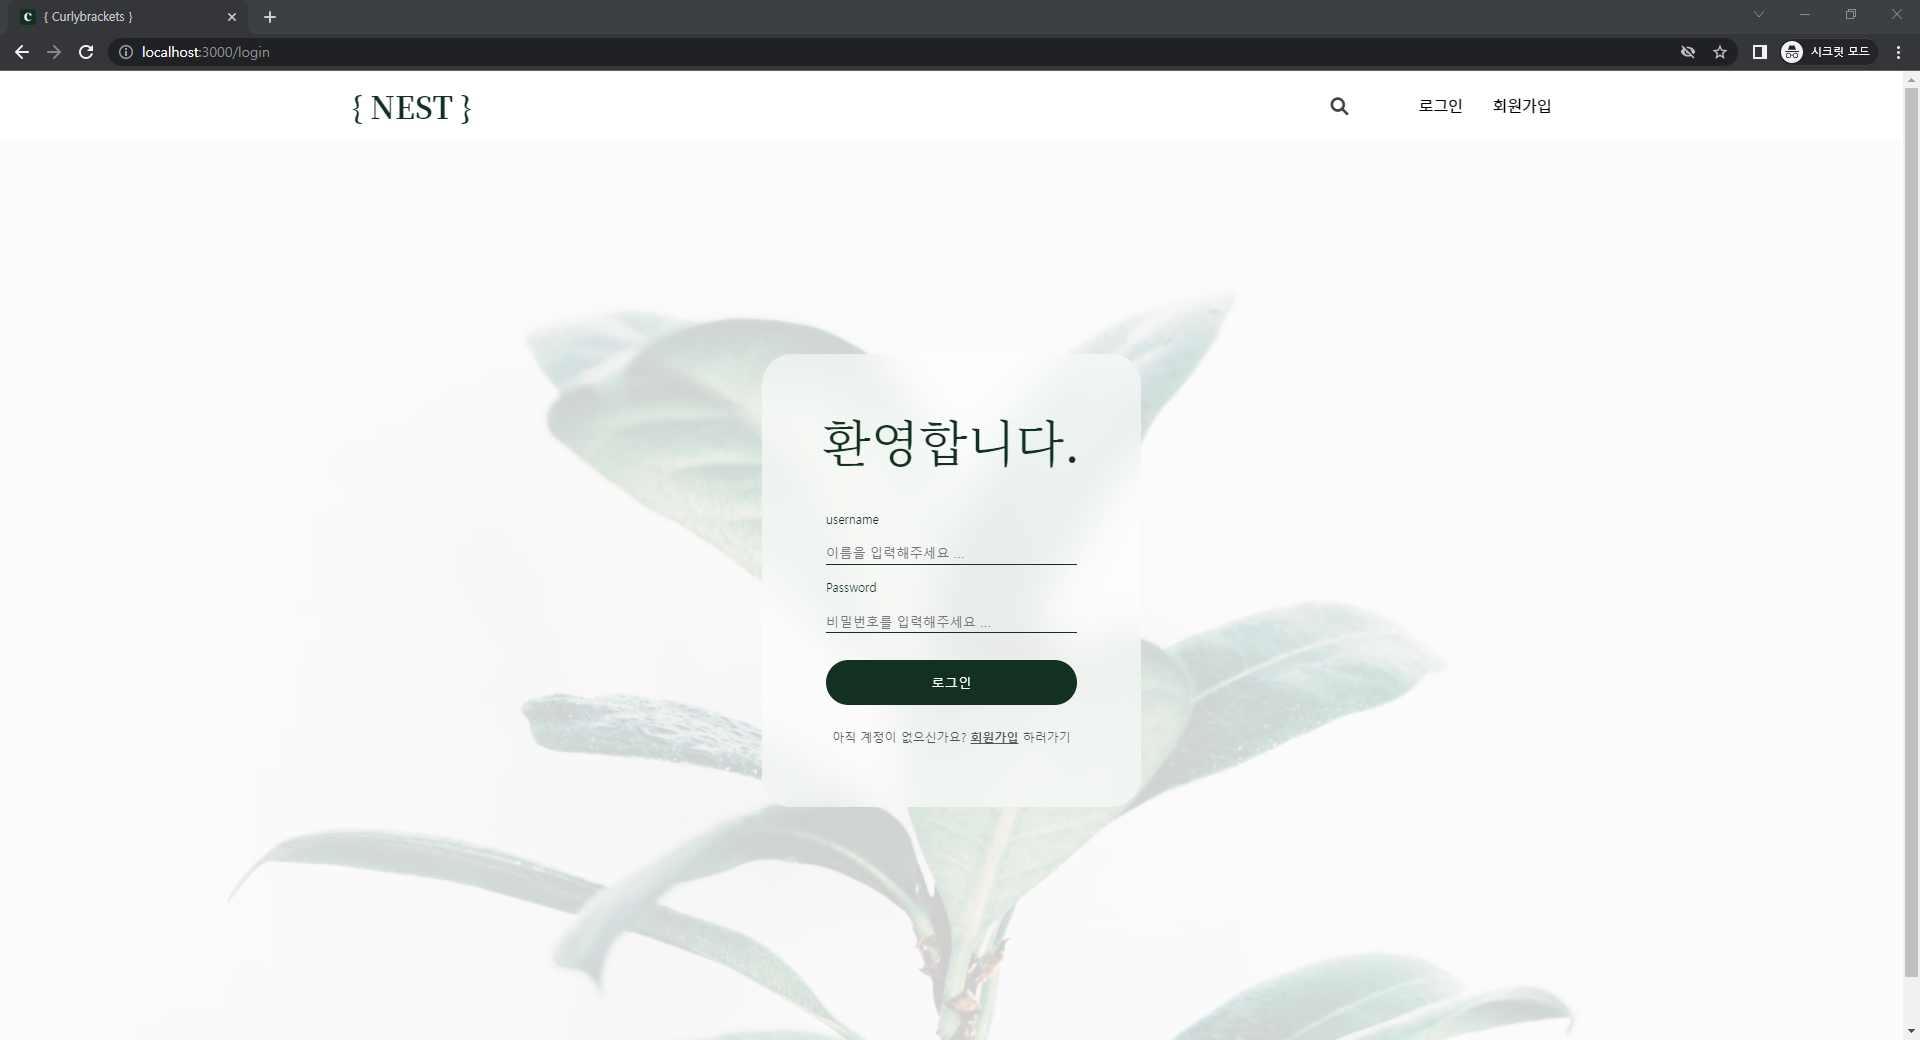 { Curlybrackets }
localhost:3000/login
시크릿 모드
{ NEST }
로그인 회원가입
환영합니다.
username
이름을 입력해주세요 ...
Password
비밀번호를 입력해주세요 ...
로그인
아직 계정이 없으신가요? 회원가입 하러가기